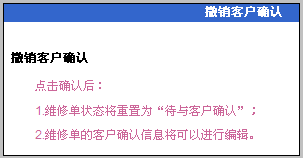 撤销客户确认
撤销客户确认
点击确认后：
1.维修单状态将重置为“待与客户确认”；
2.维修单的客户确认信息将可以进行编辑。